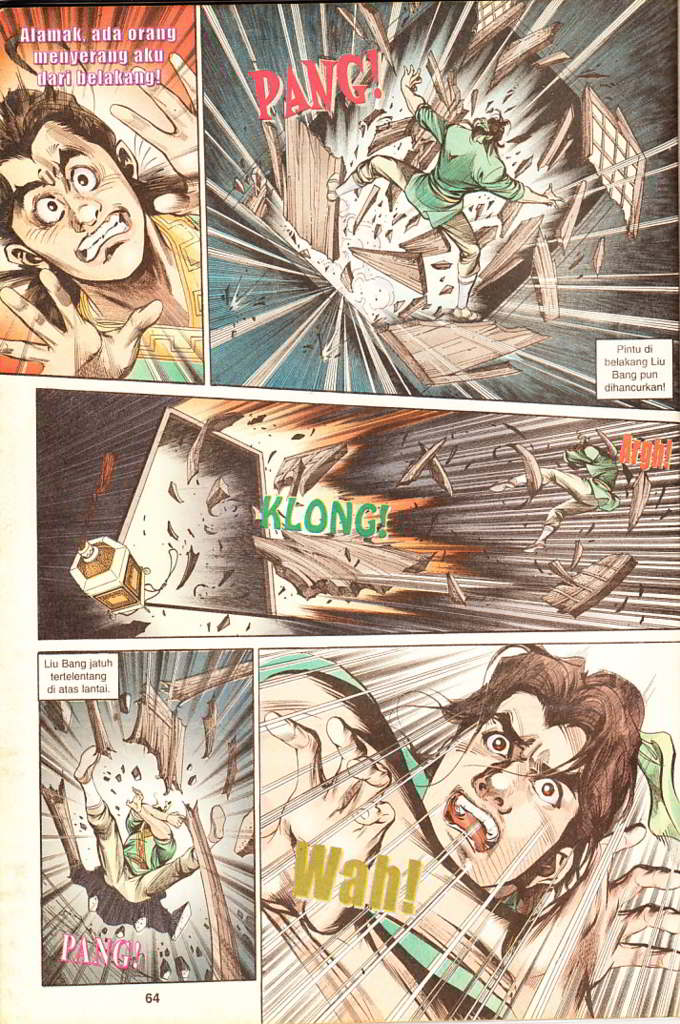 Alamak, ada orang
menyerang aku
dari belakang!
PANG!
Pintu di
belakang Liu
Bang pun
dihancurkan!
KLONG!
Argh!
Liu Bang jatuh
tertelentang
di atas lantai.
PANG!
Wah!
64